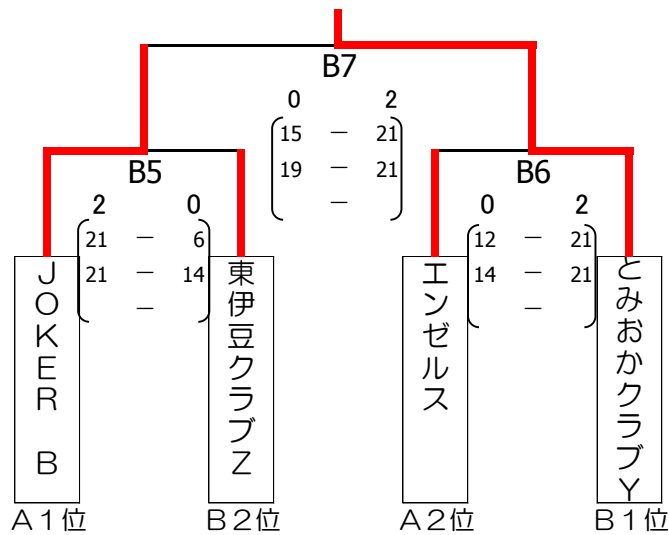 B7
0 2
15 － 21
19 － 21
－
B5
2 0
21 － 6
21 － 14
－
B6
0 2
12 － 21
14 － 21
－
ＪＯＫＥＲ　Ｂ
東伊豆クラブＺ
エンゼルス
とみおかクラブＹ
Ａ１位
Ｂ２位
Ａ２位
Ｂ１位